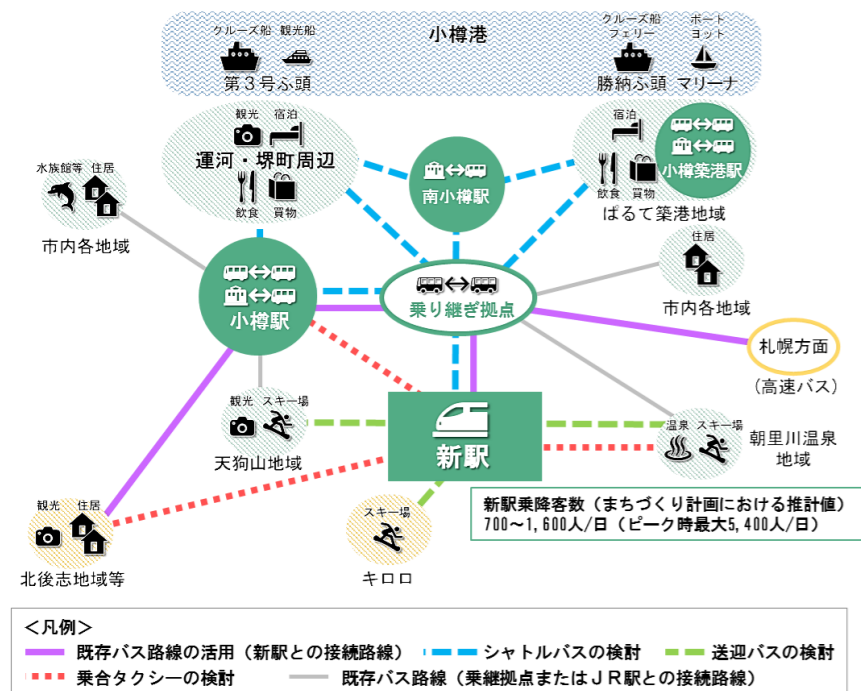 小樽港
クルーズ船 観光船
第３号ふ頭
クルーズ船
フェリー
勝納ふ頭
ボート
ヨット
マリーナ
観光 宿泊
運河・堺町周辺
飲食 買物
南小樽駅
宿泊
飲食 買物
小樽築港駅
ぱるて築港地域
水族館等 住居
市内各地域
小樽駅
乗り継ぎ拠点
住居
市内各地域
札幌方面
(高速バス)
観光 スキー場
天狗山地域
新駅
温泉 スキー場
朝里川温泉
地域
観光 住居
北後志地域等
スキー場
キロロ
新駅乗降客数（まちづくり計画における推計値）
700～1,600人/日（ピーク時最大5,400人/日）
＜凡例＞
既存バス路線の活用（新駅との接続路線） シャトルバスの検討 送迎バスの検討
乗合タクシーの検討 既存バス路線（乗継拠点またはＪＲ駅との接続路線）